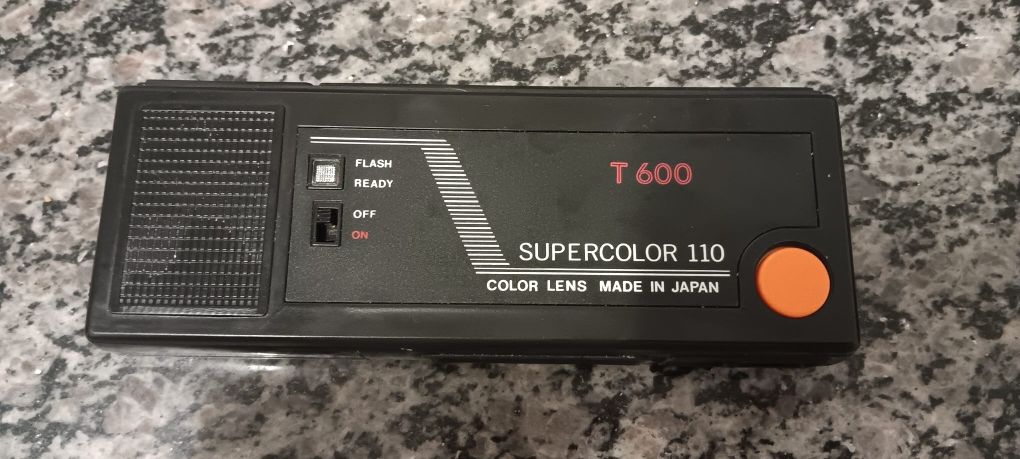 FLASH
READY
OFF
ON
T 600
SUPERCOLOR 110
COLOR LENS MADE IN JAPAN